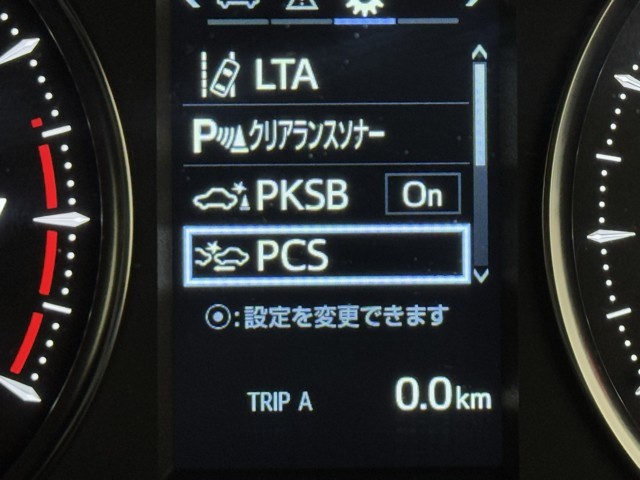 LTA
P クリアランスソナー
PKSB On
PCS
:設定を変更できます
TRIP A 0.0km